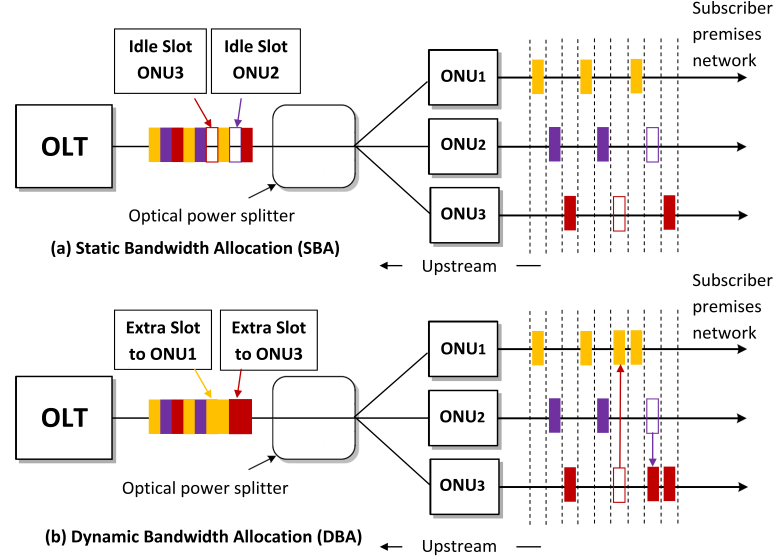 Subscriber
premises
network
Idle Slot
ONU3
Idle Slot
ONU2
ONU1
OLT
ONU2
ONU3
Optical power splitter
(a) Static Bandwidth Allocation (SBA)
Upstream
Subscriber
premises
network
Extra Slot
to ONU1
Extra Slot
to ONU3
ONU1
OLT
ONU2
ONU3
Optical power splitter
(b) Dynamic Bandwidth Allocation (DBA)
Upstream